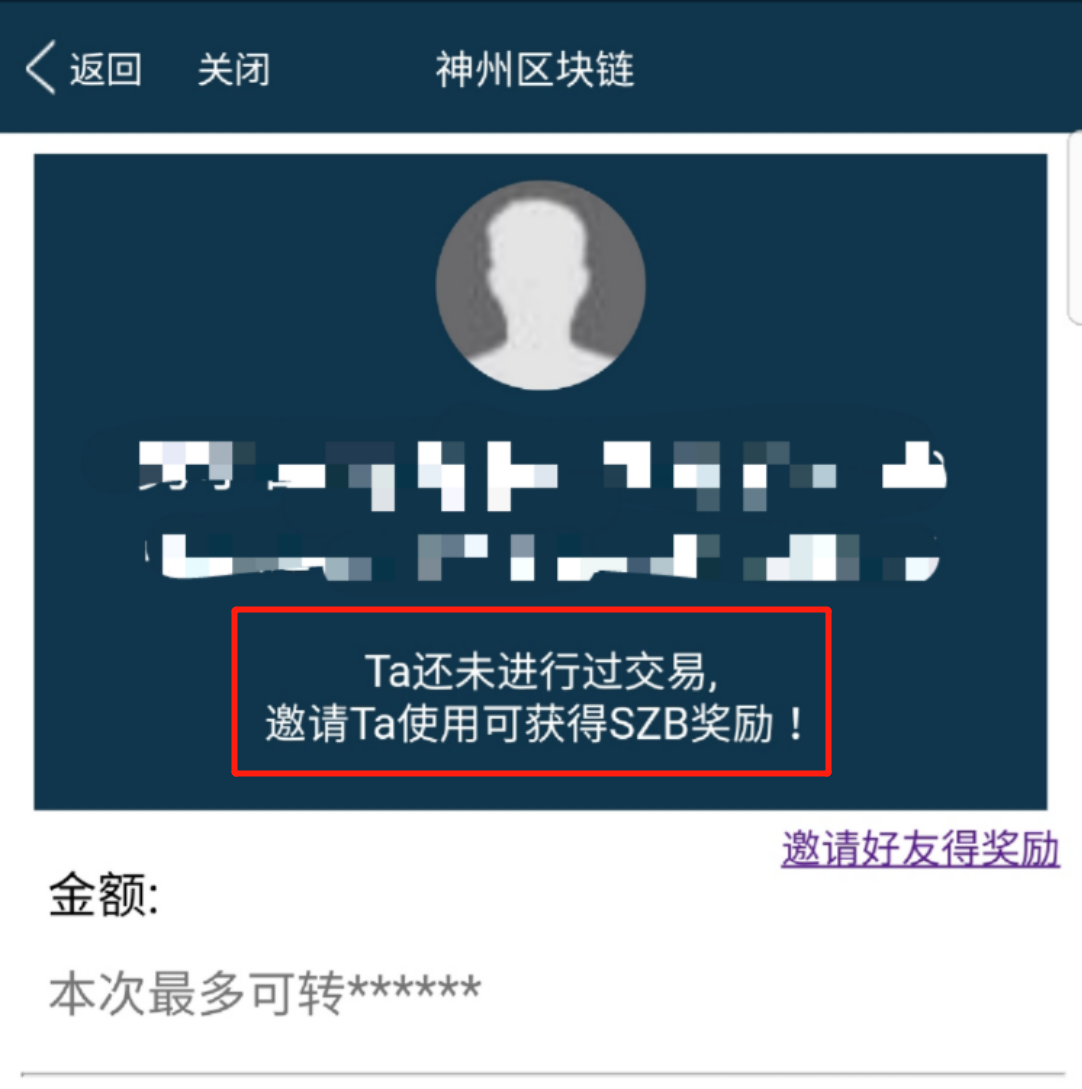 返回 关闭 神州区块链
Ta还未进行过交易,
邀请Ta使用可获得SZB奖励！
邀请好友得奖励
金额:
本次最多可转******